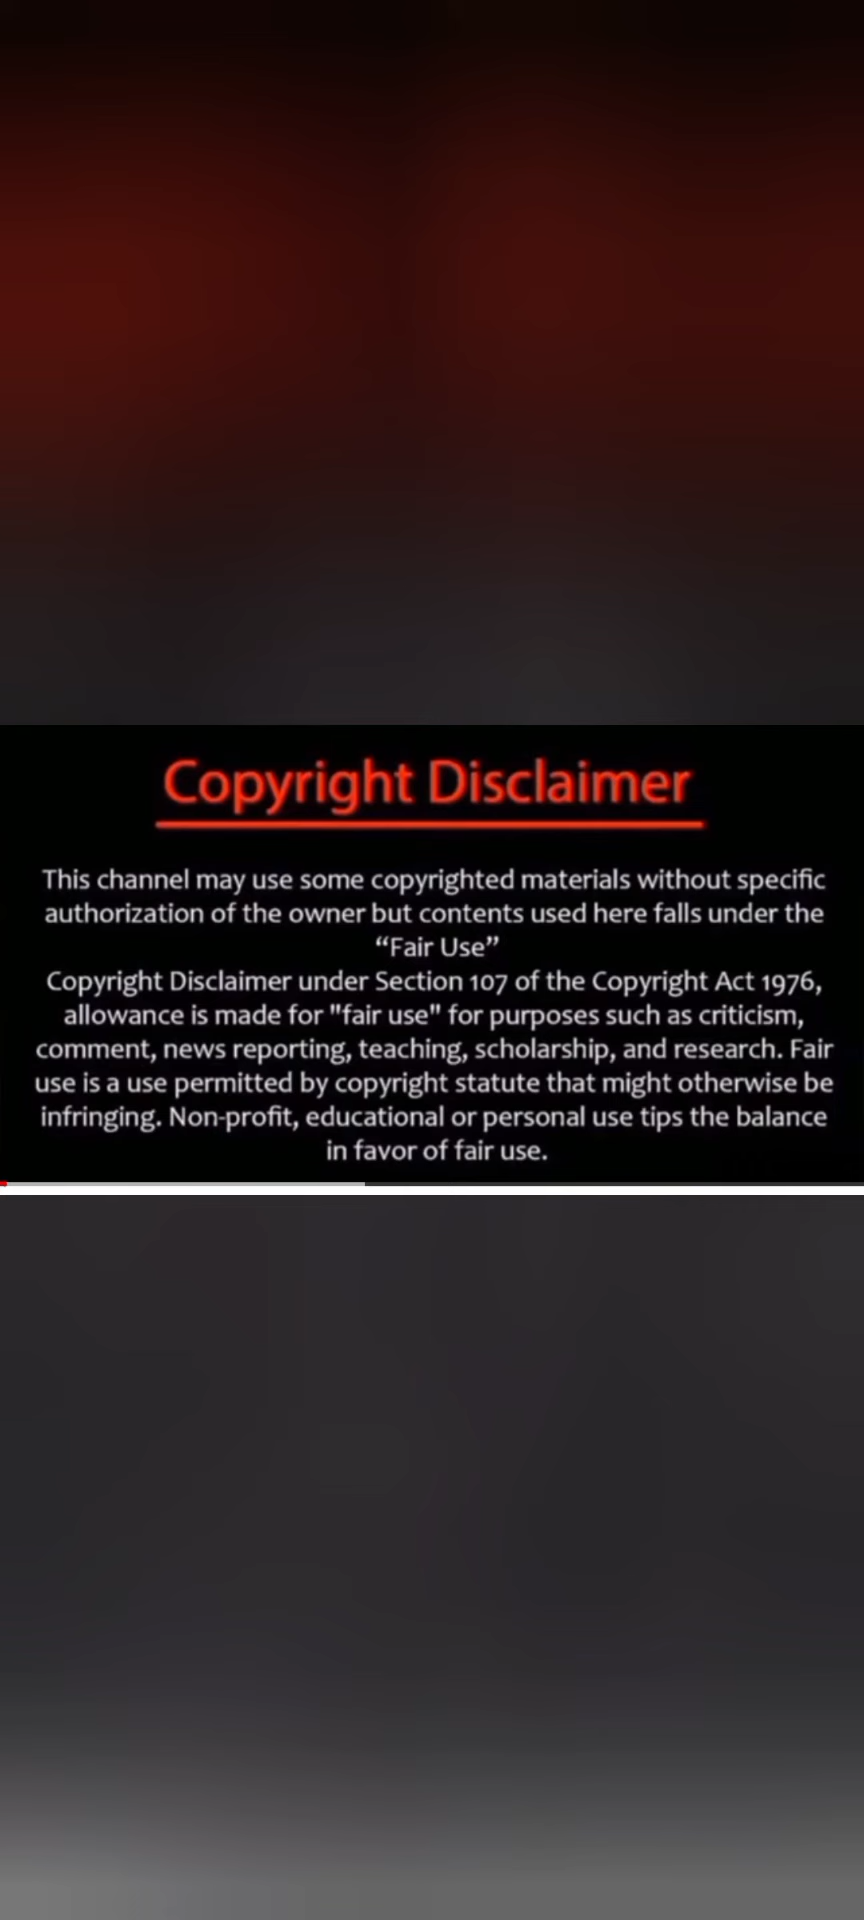 Copyright Disclaimer
This channel may use some copyrighted materials without specific
authorization of the owner but contents used here falls under the
“Fair Use”
Copyright Disclaimer under Section 107 of the Copyright Act 1976,
allowance is made for "fair use" for purposes such as criticism,
comment, news reporting, teaching, scholarship, and research. Fair
use is a use permitted by copyright statute that might otherwise be
infringing. Non-profit, educational or personal use tips the balance
in favor of fair use.